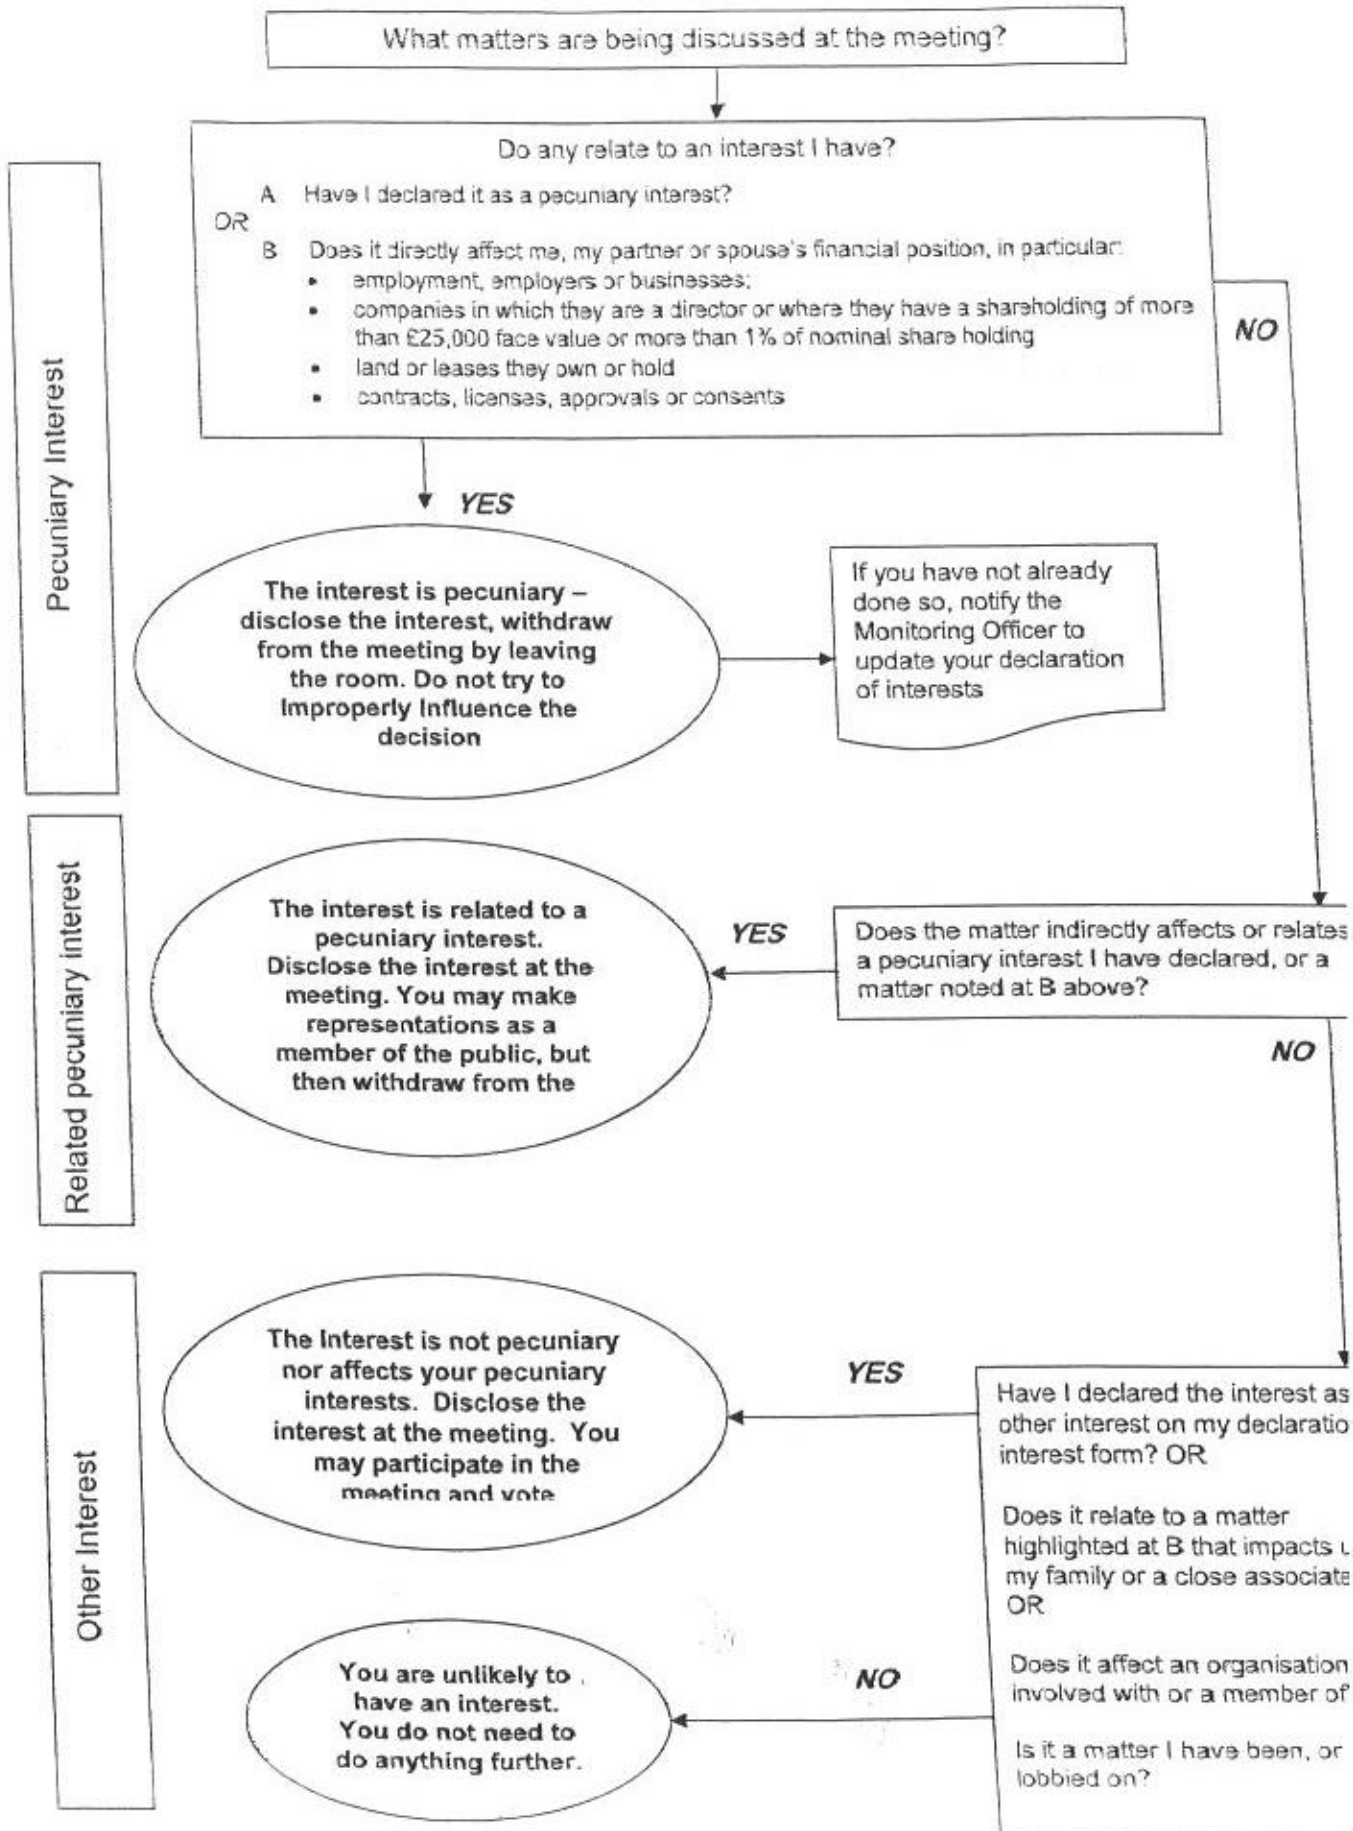 What matters are being discussed at the meeting?
Do any relate to an interest I have?
A Have I declared it as a pecuniary interest?
OR
B Does it directly affect me, my partner or spouse's financial position, in particular:
• employment, employers or businesses;
• companies in which they are a director or where they have a shareholding of more
than £25,000 face value or more than 1% of nominal share holding
• land or leases they own or hold
• contracts, licenses, approvals or consents
NO
Pecuniary Interest
YES
The interest is pecuniary –
disclose the interest, withdraw
from the meeting by leaving
the room. Do not try to
Improperly Influence the
decision
If you have not already
done so, notify the
Monitoring Officer to
update your declaration
of interests
Related pecuniary interest
The interest is related to a
pecuniary interest.
Disclose the interest at the
meeting. You may make
representations as a
member of the public, but
then withdraw from the
YES
Does the matter indirectly affects or relates
a pecuniary interest I have declared, or a
matter noted at B above?
NO
Other Interest
The Interest is not pecuniary
nor affects your pecuniary
interests. Disclose the
interest at the meeting. You
may participate in the
meeting and vote
YES
Have I declared the interest as
other interest on my
interest form? OR
Does it relate to a matter
highlighted at B that impacts
my family or a close associate
OR
Does it affect an organisation
involved with or a member of
Is it a matter I have been, or
lobbied on?
NO
You are unlikely to
have an interest.
You do not need to
do anything further.